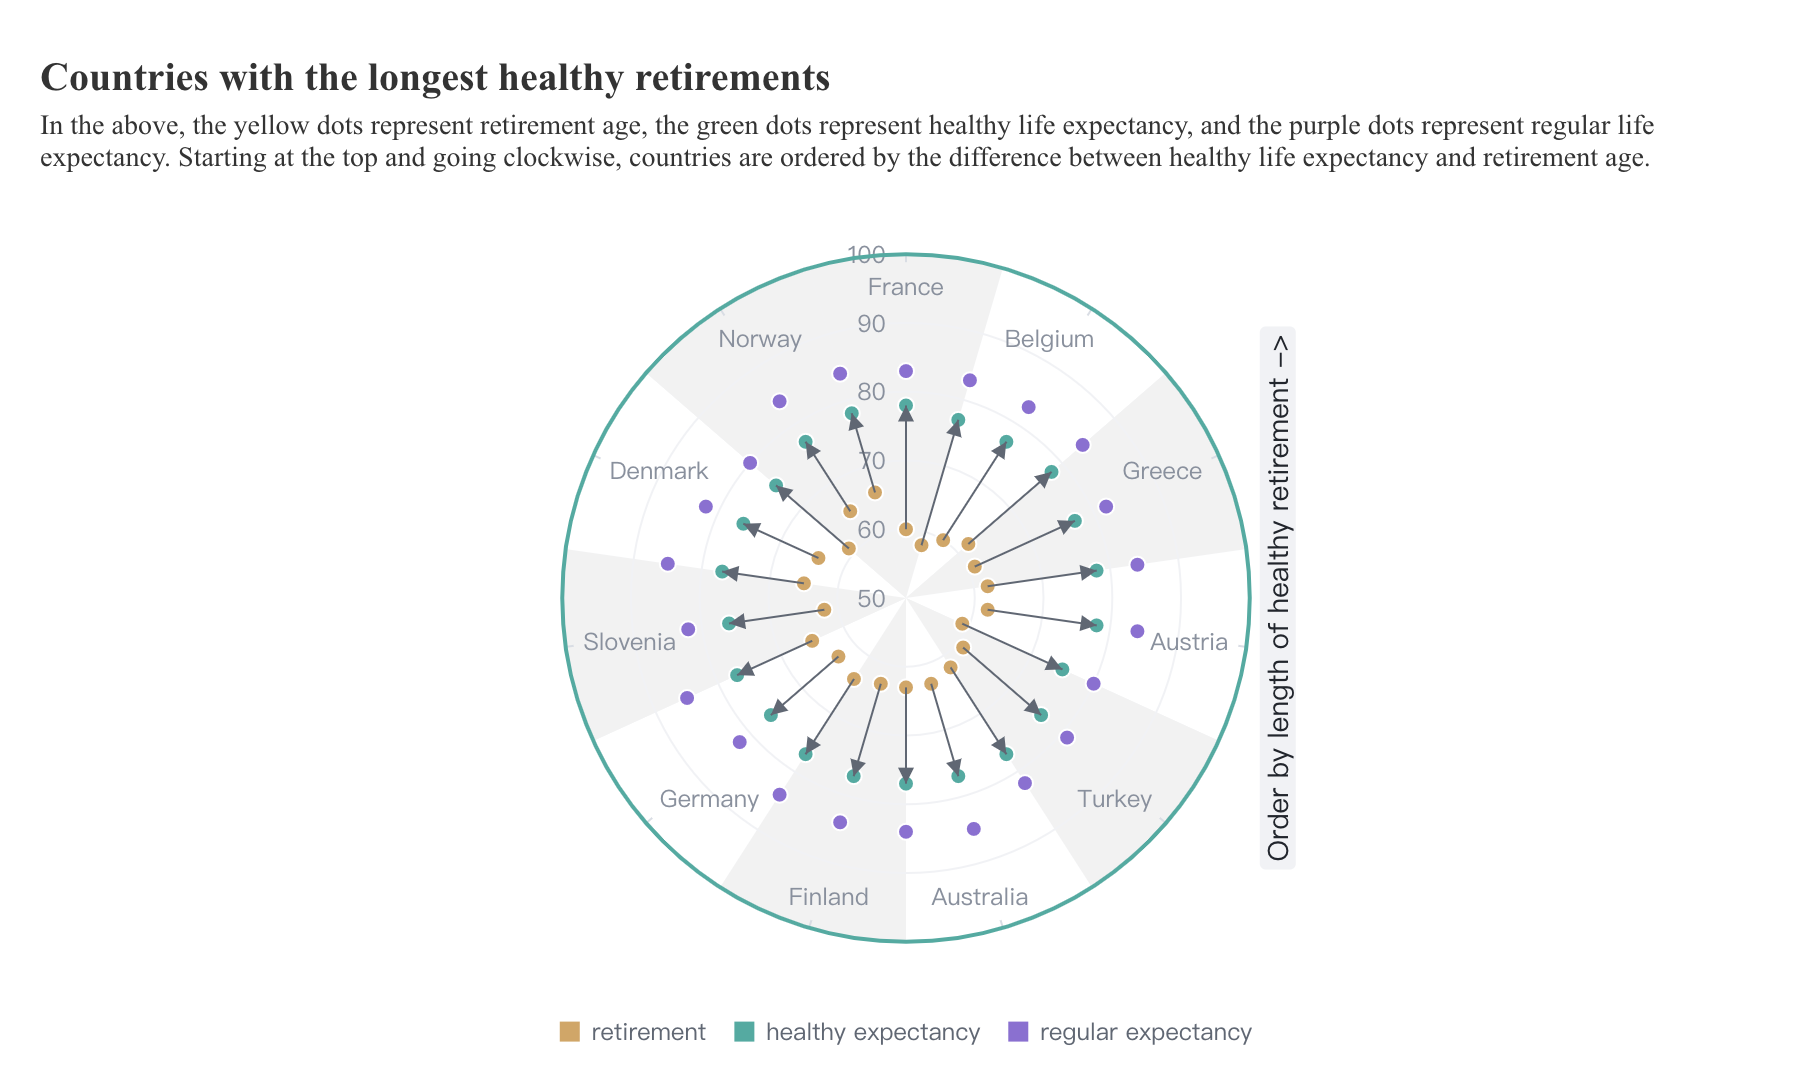 Countries with the longest healthy retirements
In the above, the yellow dots represent retirement age, the green dots represent healthy life expectancy, and the purple dots represent regular life
expectancy. Starting at the top and going clockwise, countries are ordered by the difference between healthy life expectancy and retirement age.
100
France
90
Norway
Belgium
80
70
Denmark
Greece
60
50
Slovenia
Austria
Germany
Turkey
Finland
Australia
Order by length of healthy retirement -->
retirement
healthy expectancy
regular expectancy